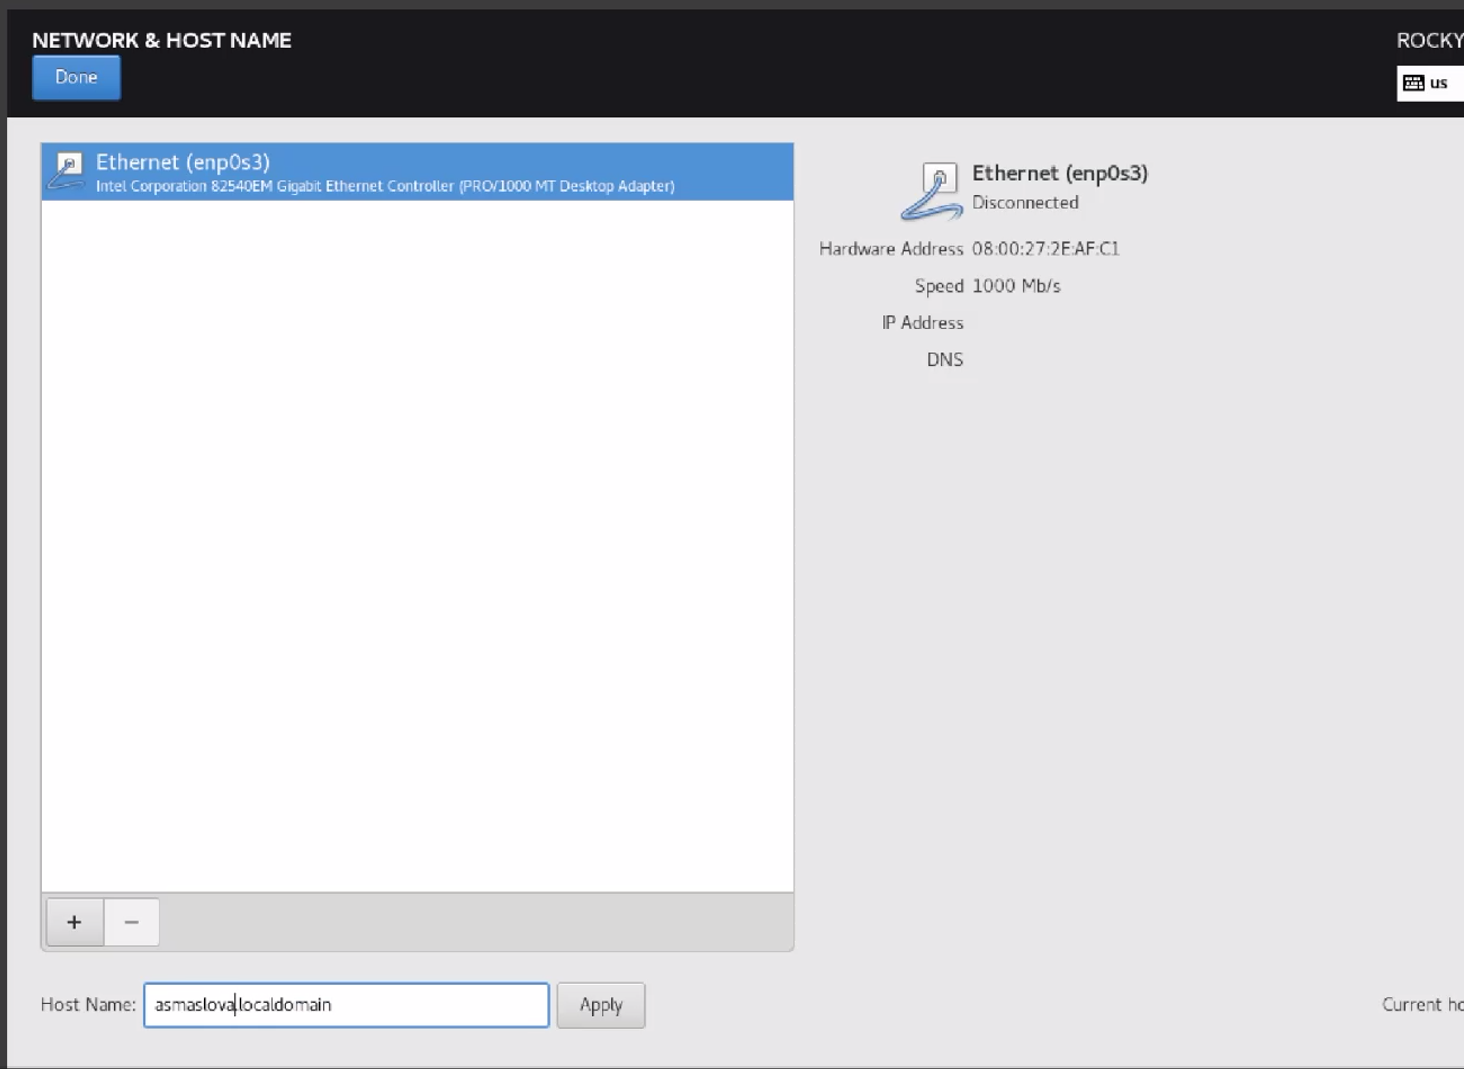 NETWORK & HOST NAME
ROCKY
Done
us
Ethernet (enp0s3)
Intel Corporation 82540EM Gigabit Ethernet Controller (PRO/1000 MT Desktop Adapter)
Ethernet (enp0s3)
Disconnected
Hardware Address 08:00:27:2E:AF:C1
Speed 1000 Mb/s
IP Address
DNS
+ −
Host Name: asmaslova.localdomain Apply
Current ho